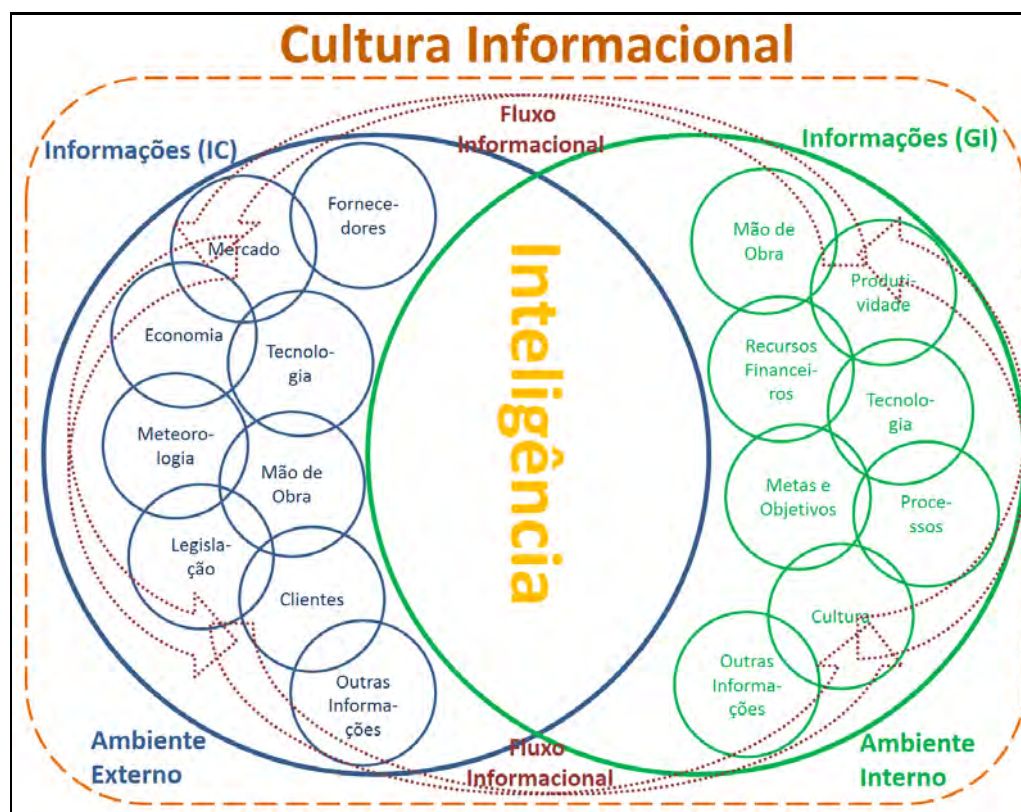 Cultura Informacional
Fluxo
Informacional
Informações (IC)
Informações (GI)
Fornece-
dores
Mercado
Economia
Tecnolo-
gia
Meteoro-
logia
Mão de
Obra
Legisla-
ção
Clientes
Outras
Informa-
ções
Ambiente
Externo
Inteligência
Mão de
Obra
Produti-
vidade
Recursos
Financei-
ros
Tecnolo-
gia
Metas e
Objetivos
Proce-
ssos
Cultura
Outras
Informa-
ções
Fluxo
Informacional
Ambiente
Interno